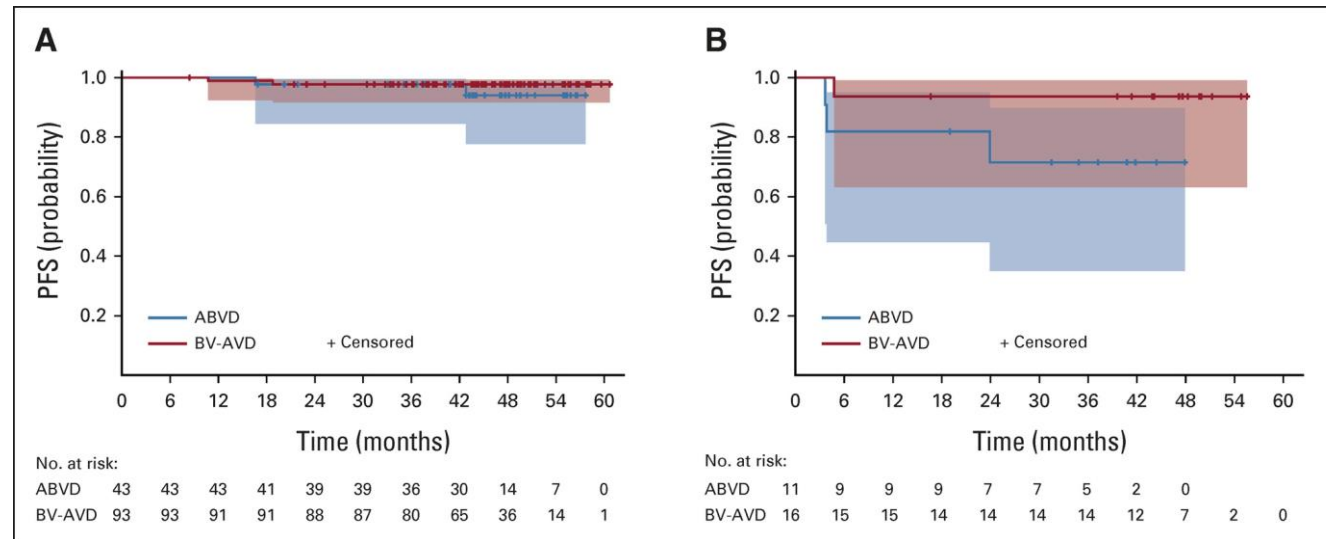 A
PFS (probability)
1.0
0.8
0.6
0.4
0.2
ABVD
BV-AVD + Censored
0 6 12 18 24 30 36 42 48 54 60
Time (months)
No. at risk:
ABVD 43 43 43 41 39 39 36 30 14 7 0
BV-AVD 93 93 91 91 88 87 80 65 36 14 1
B
PFS (probability)
1.0
0.8
0.6
0.4
0.2
ABVD
BV-AVD + Censored
0 6 12 18 24 30 36 42 48 54 60
Time (months)
No. at risk:
ABVD 11 9 9 9 7 7 5 2 0
BV-AVD 16 15 15 14 14 14 14 12 7 2 0